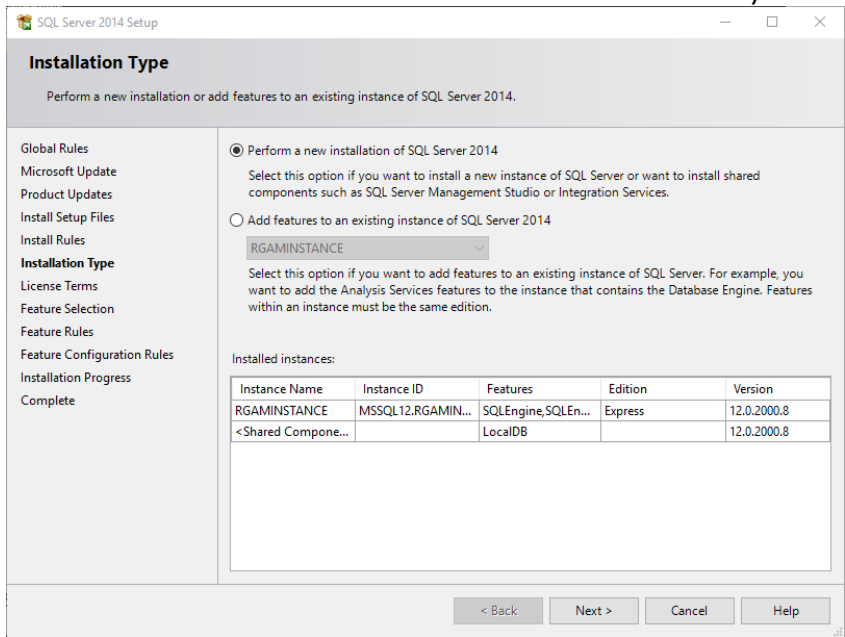 SQL Server 2014 Setup
Installation Type
Perform a new installation or add features to an existing instance of SQL Server 2014.
Global Rules
Microsoft Update
Product Updates
Install Setup Files
Install Rules
Installation Type
License Terms
Feature Selection
Feature Rules
Feature Configuration Rules
Installation Progress
Complete
Perform a new installation of SQL Server 2014
Select this option if you want to install a new instance of SQL Server or want to install shared
components such as SQL Server Management Studio or Integration Services.
Add features to an existing instance of SQL Server 2014
RGAMINSTANCE
Select this option if you want to add features to an existing instance of SQL Server. For example, you
want to add the Analysis Services features to the instance that contains the Database Engine. Features
within an instance must be the same edition.
Installed instances:
Instance Name Instance ID Features Edition Version
RGAMINSTANCE MSSQL12.RGAMIN... SQLEngine,SQLEn... Express 12.0.2000.8
<Shared Compone... LocalDB 12.0.2000.8
< Back Next > Cancel Help